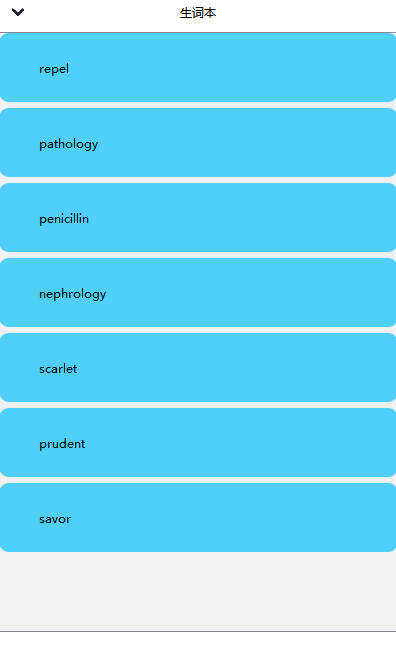 生词本
repel
pathology
penicillin
nephrology
scarlet
prudent
savor